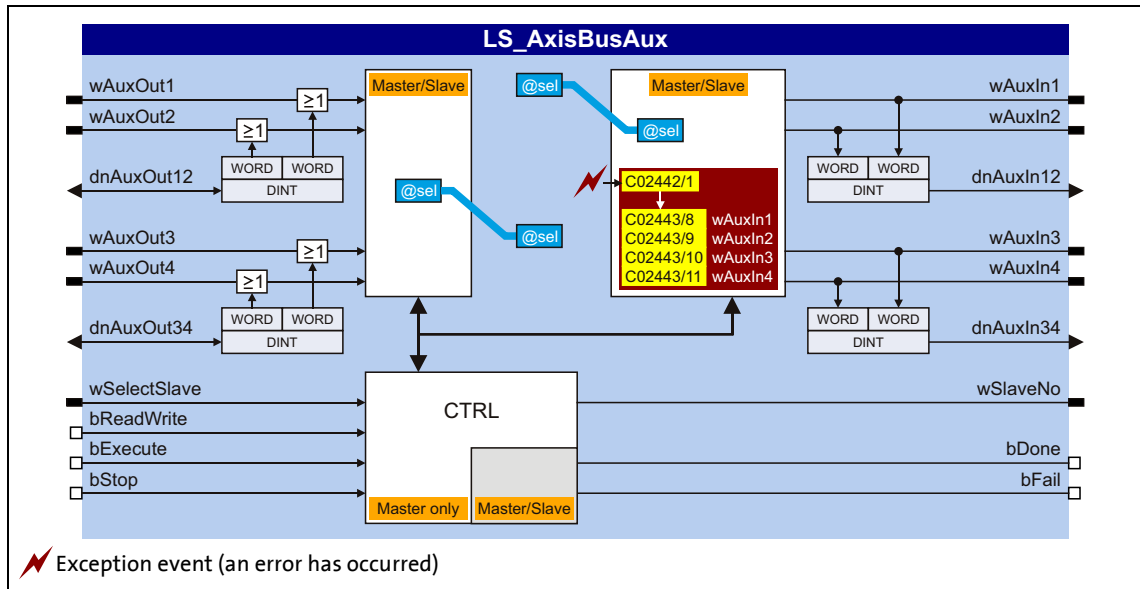 LS_AxisBusAux
wAuxOut1
wAuxOut2
dnAuxOut12
≥1
≥1
WORD WORD
DINT
wAuxOut3
wAuxOut4
dnAuxOut34
≥1
≥1
WORD WORD
DINT
Master/Slave
@sel
@sel
@sel
@sel
Master/Slave
C02442/1
C02443/8 wAuxIn1
C02443/9 wAuxIn2
C02443/10 wAuxIn3
C02443/11 wAuxIn4
wAuxIn1
wAuxIn2
WORD WORD
DINT
dnAuxIn12
wAuxIn3
wAuxIn4
WORD WORD
DINT
dnAuxIn34
wSelectSlave
bReadWrite
bExecute
bStop
CTRL
Master only
Master/Slave
wSlaveNo
bDone
bFail
Exception event (an error has occurred)